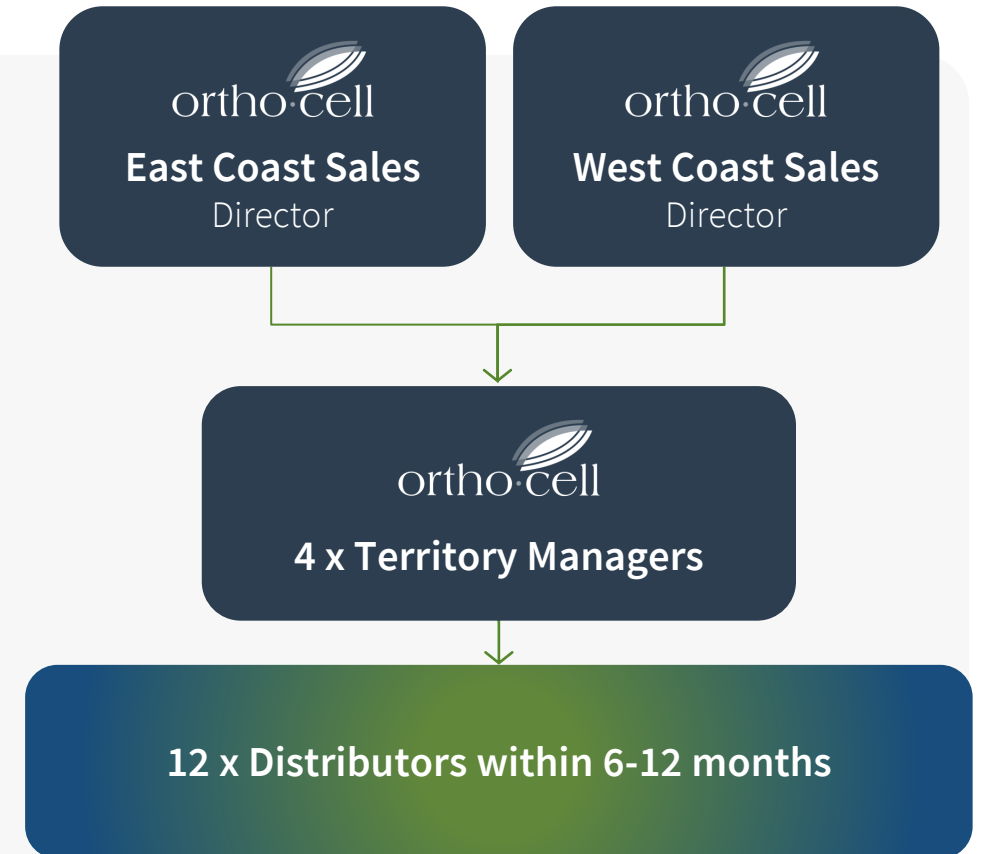 ortho·cell
East Coast Sales
Director
ortho·cell
West Coast Sales
Director
ortho·cell
4 x Territory Managers
12 x Distributors within 6-12 months